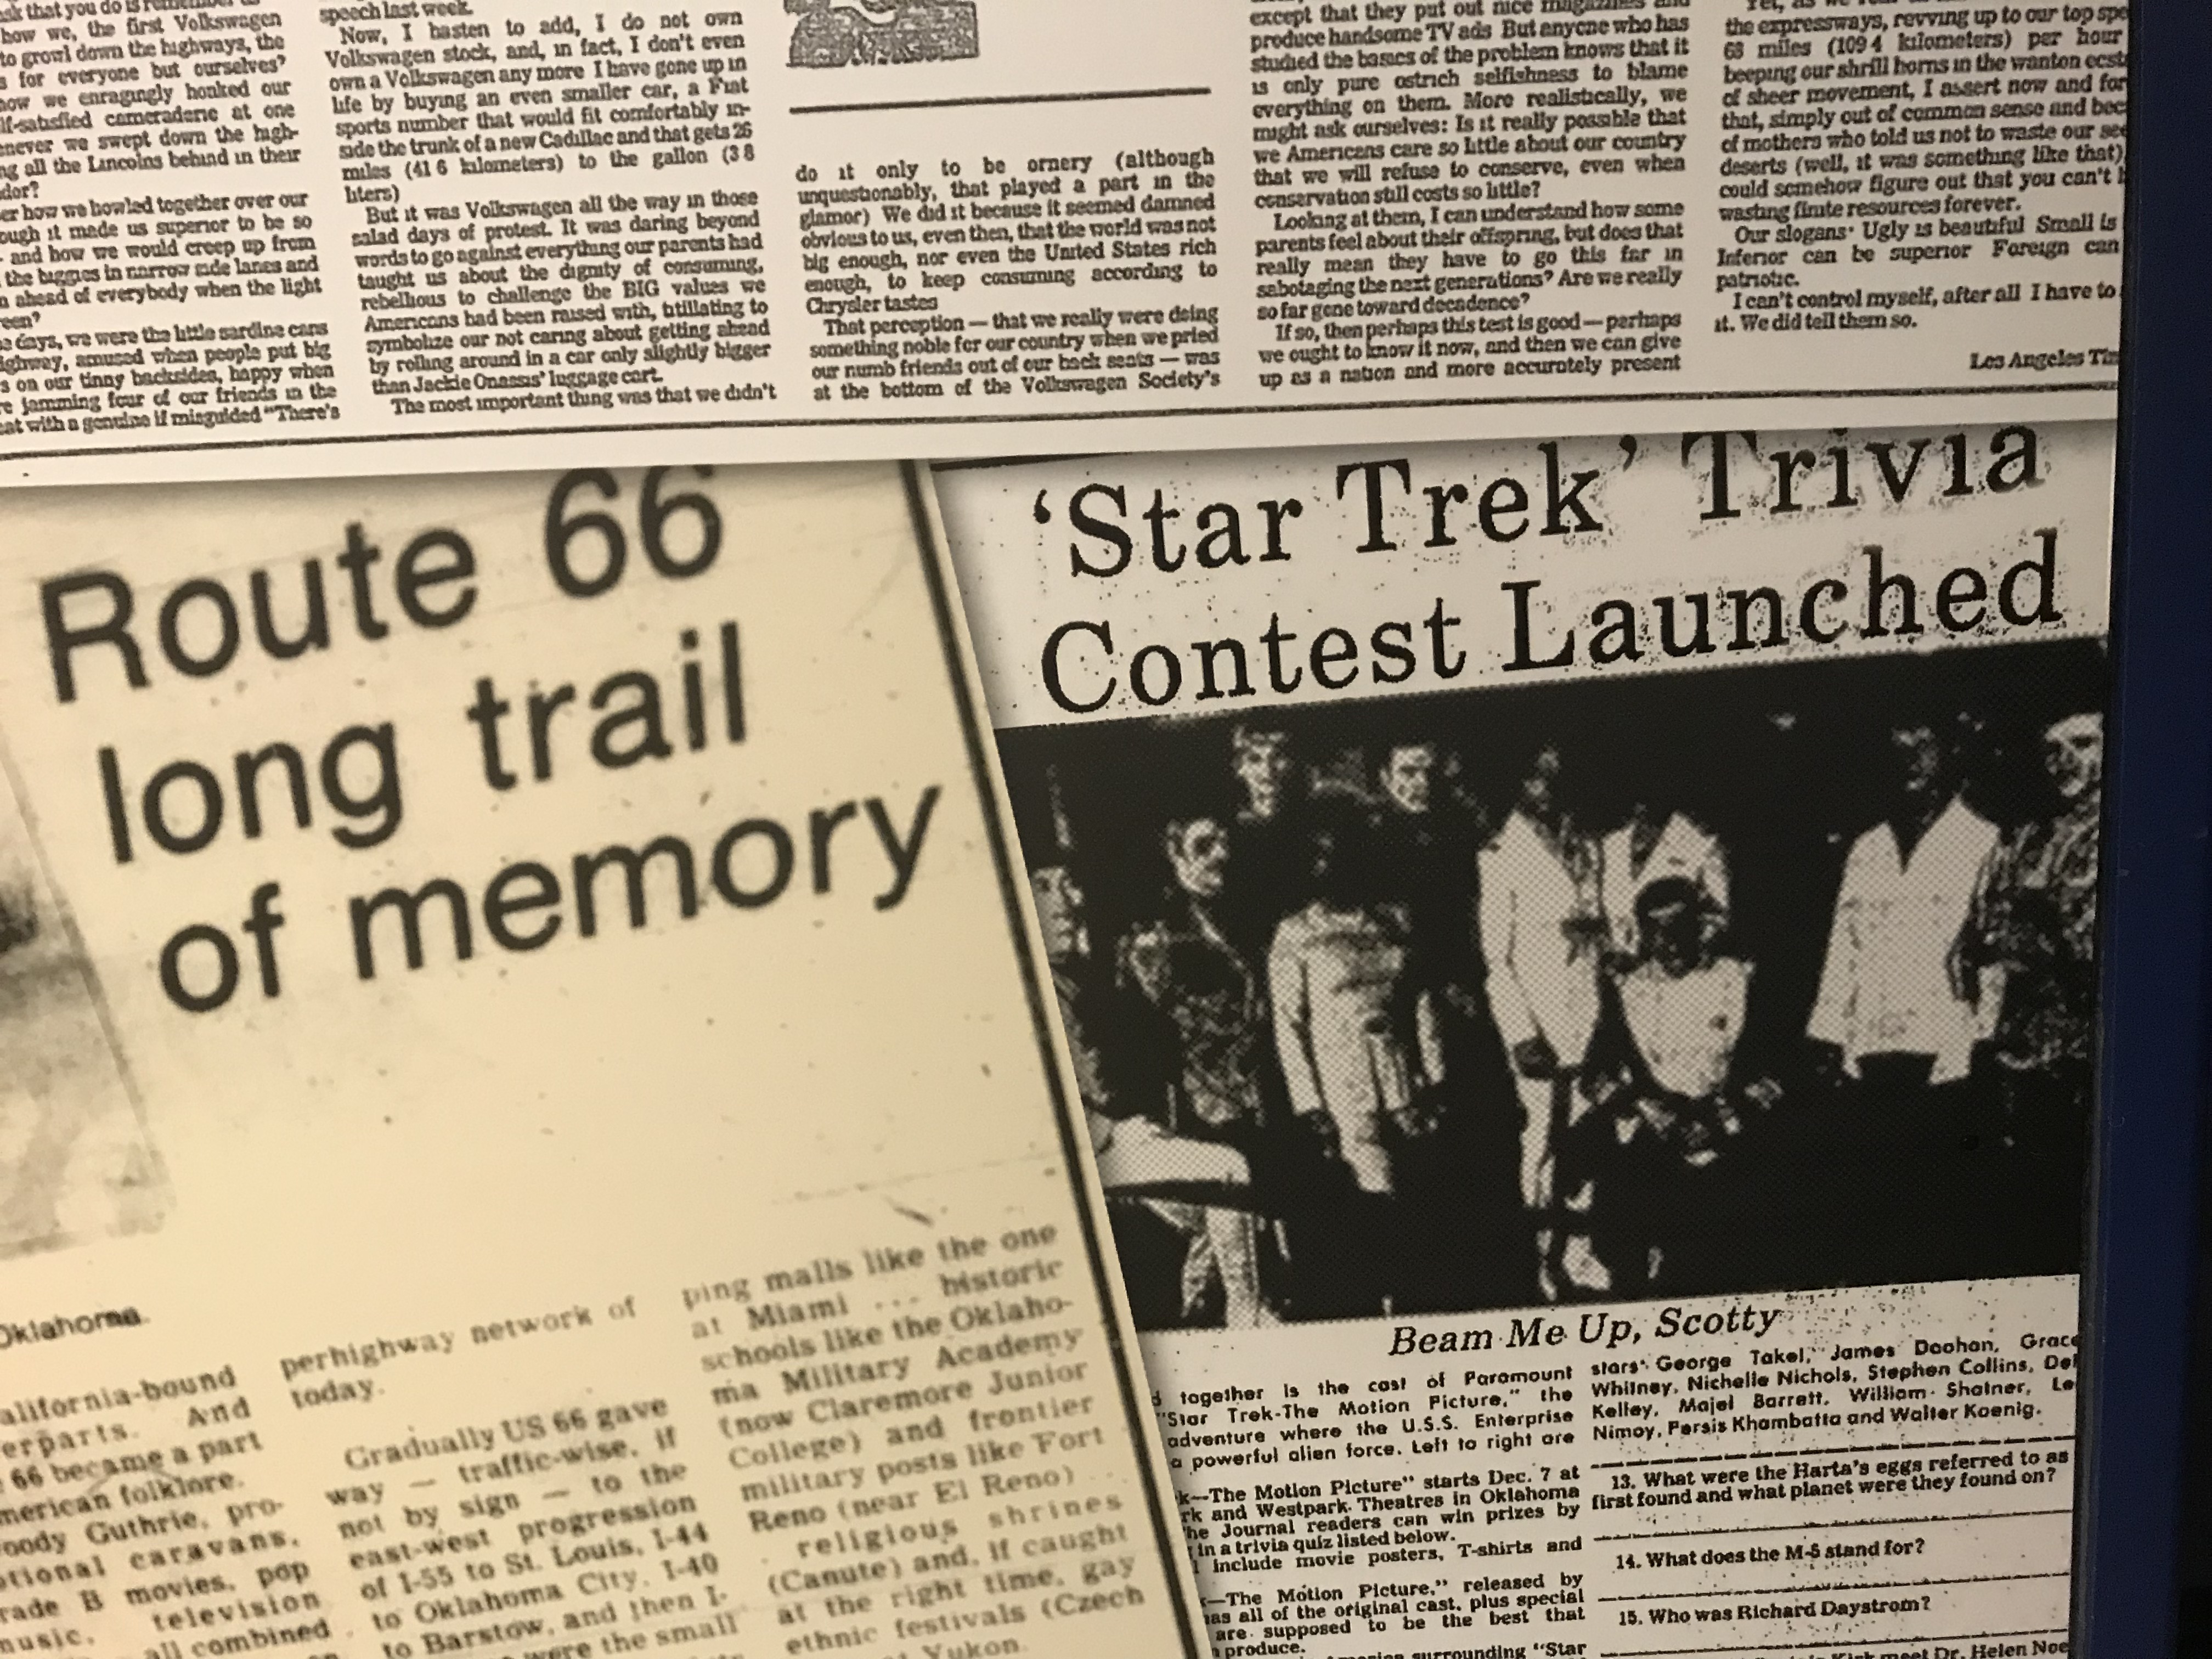 how we, the first Volkswagen
to growl down the highways, the
for everyone but ourselves?
how we enragingly honked our
cameraderie at one
we swept down the high-
all the Lincolns behind in their
how we howled together over our
it made us superior to be so
and how we would creep up from
the biggies in narrow side lanes and
ahead of everybody when the light
days, we were the little sardine cans
amused when people put big
on our tinny backsides, happy when
jamming four of our friends in the
with a genuine if misguided "There's
speech last week.
Now, I hasten to add, I do not own
Volkswagen stock, and, in fact, I don't even
own a Volkswagen any more I have gone up in
life by buying an even smaller car, a Fiat
sports number that would fit comfortably in-
side the trunk of a new Cadillac and that gets 26
miles (41 6 kilometers) to the gallon (3 8
liters)
But it was Volkswagen all the way in those
salad days of protest. It was daring beyond
words to go against everything our parents had
taught us about the dignity of consuming,
rebellious to challenge the BIG values we
Americans had been raised with, titillating to
symbolize our not caring about getting ahead
by rolling around in a car only slightly bigger
than Jackie Onassis' luggage cart.
The most important thing was that we didn't
do it only to be ornery (although
unquestionably, that played a part in the
glamor) We did it because it seemed damned
obvious to us, even then, that the world was not
big enough, nor even the United States rich
enough, to keep consuming according to
Chrysler tastes
That perception — that we really were doing
something noble for our country when we pried
our numb friends out of our back seats — was
at the bottom of the Volkswagen Society's
except that they put out nice magazines and
produce handsome TV ads But anyone who has
studied the basics of the problem knows that it
is only pure ostrich selfishness to blame
everything on them. More realistically, we
might ask ourselves: Is it really possible that
we Americans care so little about our country
that we will refuse to conserve, even when
conservation still costs so little?
Looking at them, I can understand how some
parents feel about their offspring, but does that
really mean they have to go this far in
sabotaging the next generations? Are we really
so far gone toward decadence?
If so, then perhaps this test is good — perhaps
we ought to know it now, and then we can give
up as a nation and more accurately present
the expressways, revving up to our top
68 miles (109 4 kilometers) per hour
beeping our shrill horns in the wanton
of sheer movement, I assert now and
that, simply out of common sense and
of mothers who told us not to waste our
deserts (well, it was something like that)
could somehow figure out that you can't
wasting finite resources forever.
Our slogans: Ugly is beautiful Small is
Inferior can be superior Foreign can
patriotic.
I can't control myself, after all I have to
it. We did tell them so.
Los Angeles
Route 66
long trail
of memory
Oklahoma.
California-bound
And
66 became a part
American folklore.
Woody Guthrie, pro-
caravans,
B movies, pop
television
music,
all combined
perhighway network of
today.
Gradually US 66 gave
way — traffic-wise, if
not by sign — to the
east-west progression
of I-55 to St. Louis, I-44
to Oklahoma City, I-40
to Barstow, and then I-
were the small
ping malls like the one
at Miami ... historic
schools like the Oklaho-
ma Military Academy
(now Claremore Junior
College) and frontier
military posts like Fort
Reno (near El Reno)
religious shrines
(Canute) and, if caught
at the right time, gay
ethnic festivals (Czech
Yukon.
'Star Trek' Trivia
Contest Launched
Beam Me Up, Scotty
together is the cast of Paramount
"Star Trek-The Motion Picture," the
adventure where the U.S.S. Enterprise
a powerful alien force. Left to right are
stars: George Takei, James Doohan, Grace
Whitney, Nichelle Nichols, Stephen Collins,
Kelley, Majel Barrett, William Shatner,
Nimoy, Persis Khambatta and Walter Koenig.
—The Motion Picture" starts Dec. 7 at
and Westpark Theatres in Oklahoma
Journal readers can win prizes by
in a trivia quiz listed below.
include movie posters, T-shirts and
—The Motion Picture," released by
has all of the original cast, plus special
are supposed to be the best that
produce.
surrounding "Star
13. What were the Harta's eggs referred to as
first found and what planet were they found on?
14. What does the M-5 stand for?
15. Who was Richard Daystrom?
meet Dr. Helen Noe